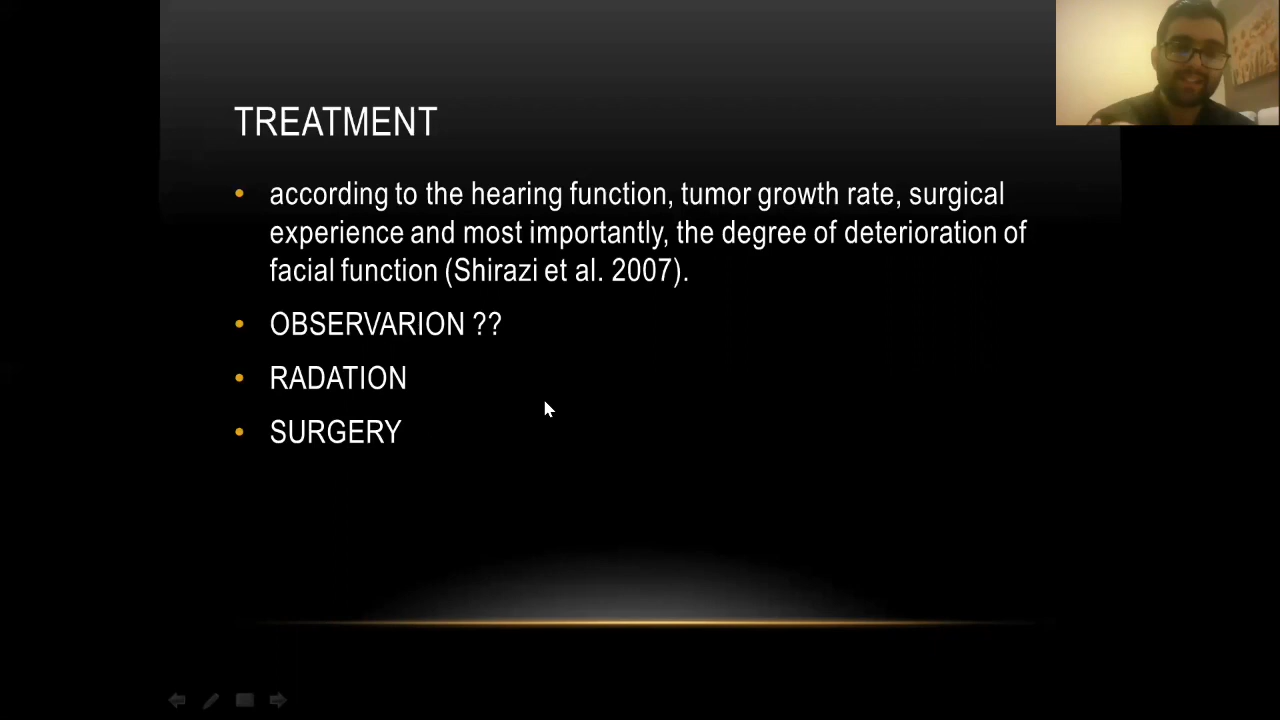 TREATMENT
according to the hearing function, tumor growth rate, surgical
experience and most importantly, the degree of deterioration of
facial function (Shirazi et al. 2007).
OBSERVARION ??
RADATION
SURGERY